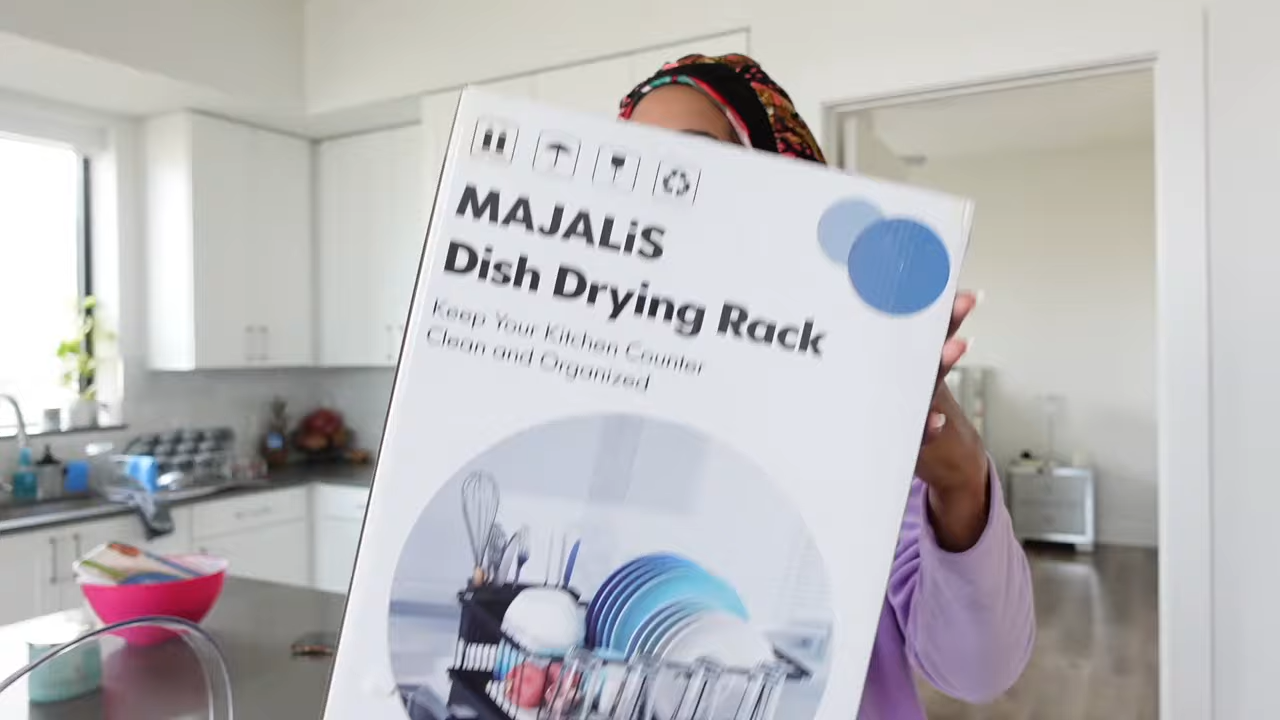 MAJALiS
Dish Drying Rack
Keep Your Kitchen Counter
Clean and Organized